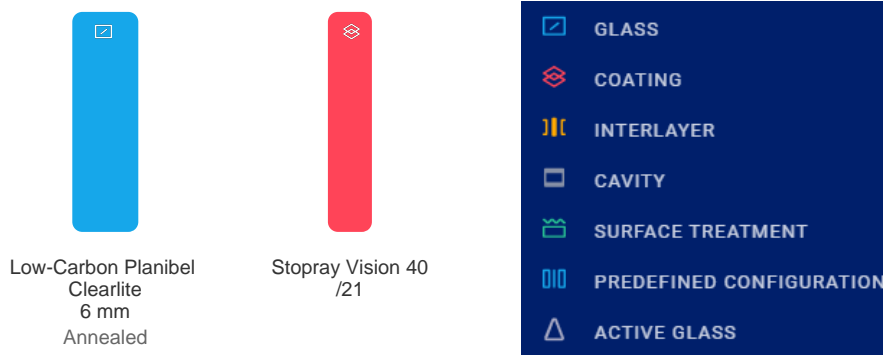 Low-Carbon Planibel
Clearlite
6 mm
Annealed
Stopray Vision 40
/21
GLASS
COATING
INTERLAYER
CAVITY
SURFACE TREATMENT
PREDEFINED CONFIGURATION
ACTIVE GLASS